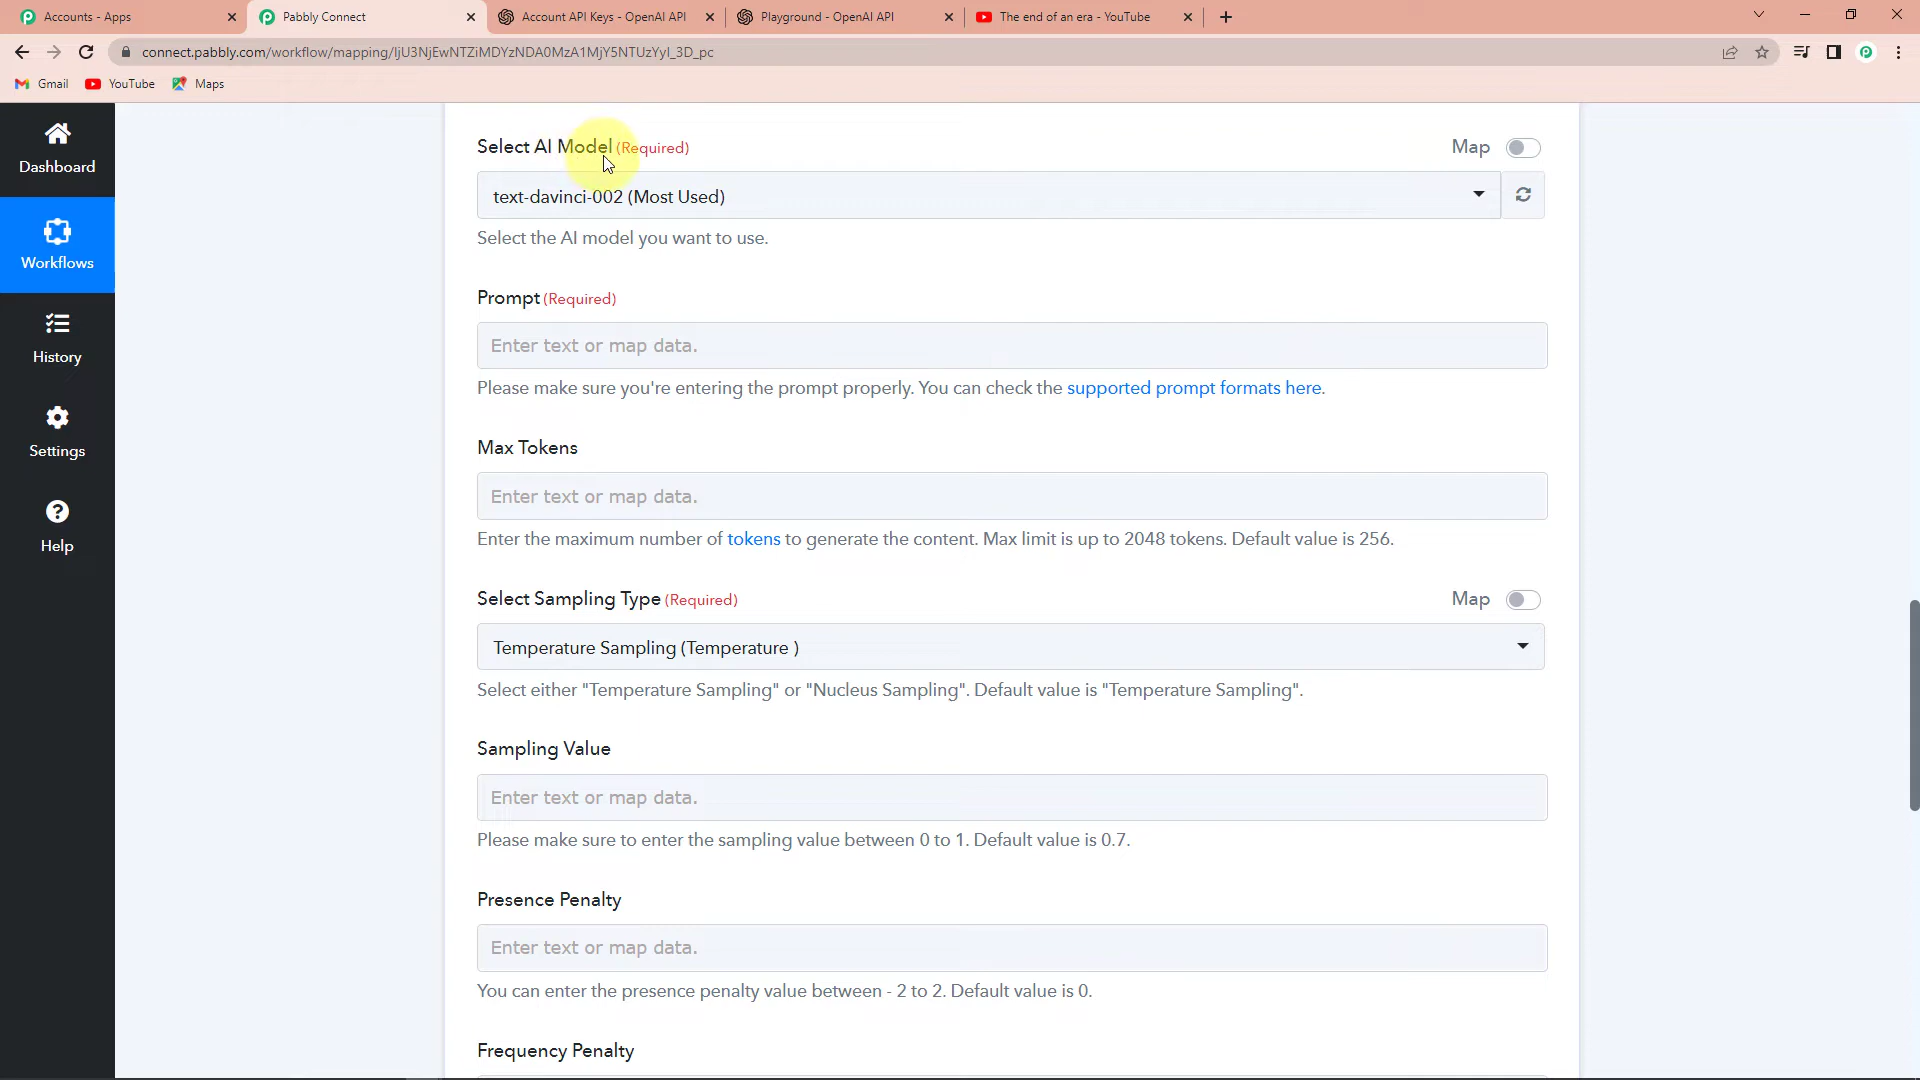 Accounts - Apps
Pabbly Connect
Account API Keys - OpenAI API
Playground - OpenAI API
The end of an era - YouTube
connect.pabbly.com/workflow/mapping/IjU3NjEwNTZiMDYzNDA0MzA1MjY5NTUzYyI_3D_pc
Gmail YouTube Maps
Dashboard
Workflows
History
Settings
Help
Select AI Model (Required) Map
text-davinci-002 (Most Used)
Select the AI model you want to use.
Prompt (Required)
Enter text or map data.
Please make sure you're entering the prompt properly. You can check the supported prompt formats here.
Max Tokens
Enter text or map data.
Enter the maximum number of tokens to generate the content. Max limit is up to 2048 tokens. Default value is 256.
Select Sampling Type (Required) Map
Temperature Sampling (Temperature )
Select either "Temperature Sampling" or "Nucleus Sampling". Default value is "Temperature Sampling".
Sampling Value
Enter text or map data.
Please make sure to enter the sampling value between 0 to 1. Default value is 0.7.
Presence Penalty
Enter text or map data.
You can enter the presence penalty value between - 2 to 2. Default value is 0.
Frequency Penalty